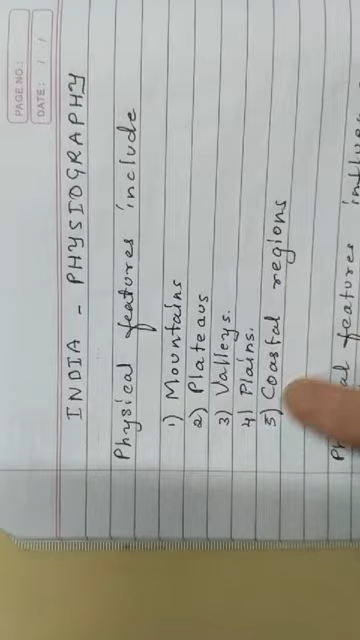 PAGE NO.:
DATE: / /
INDIA - PHYSIOGRAPHY
Physical features include
1) Mountains
2) Plateaus
3) Valleys.
4) Plains.
5) Coastal regions
features